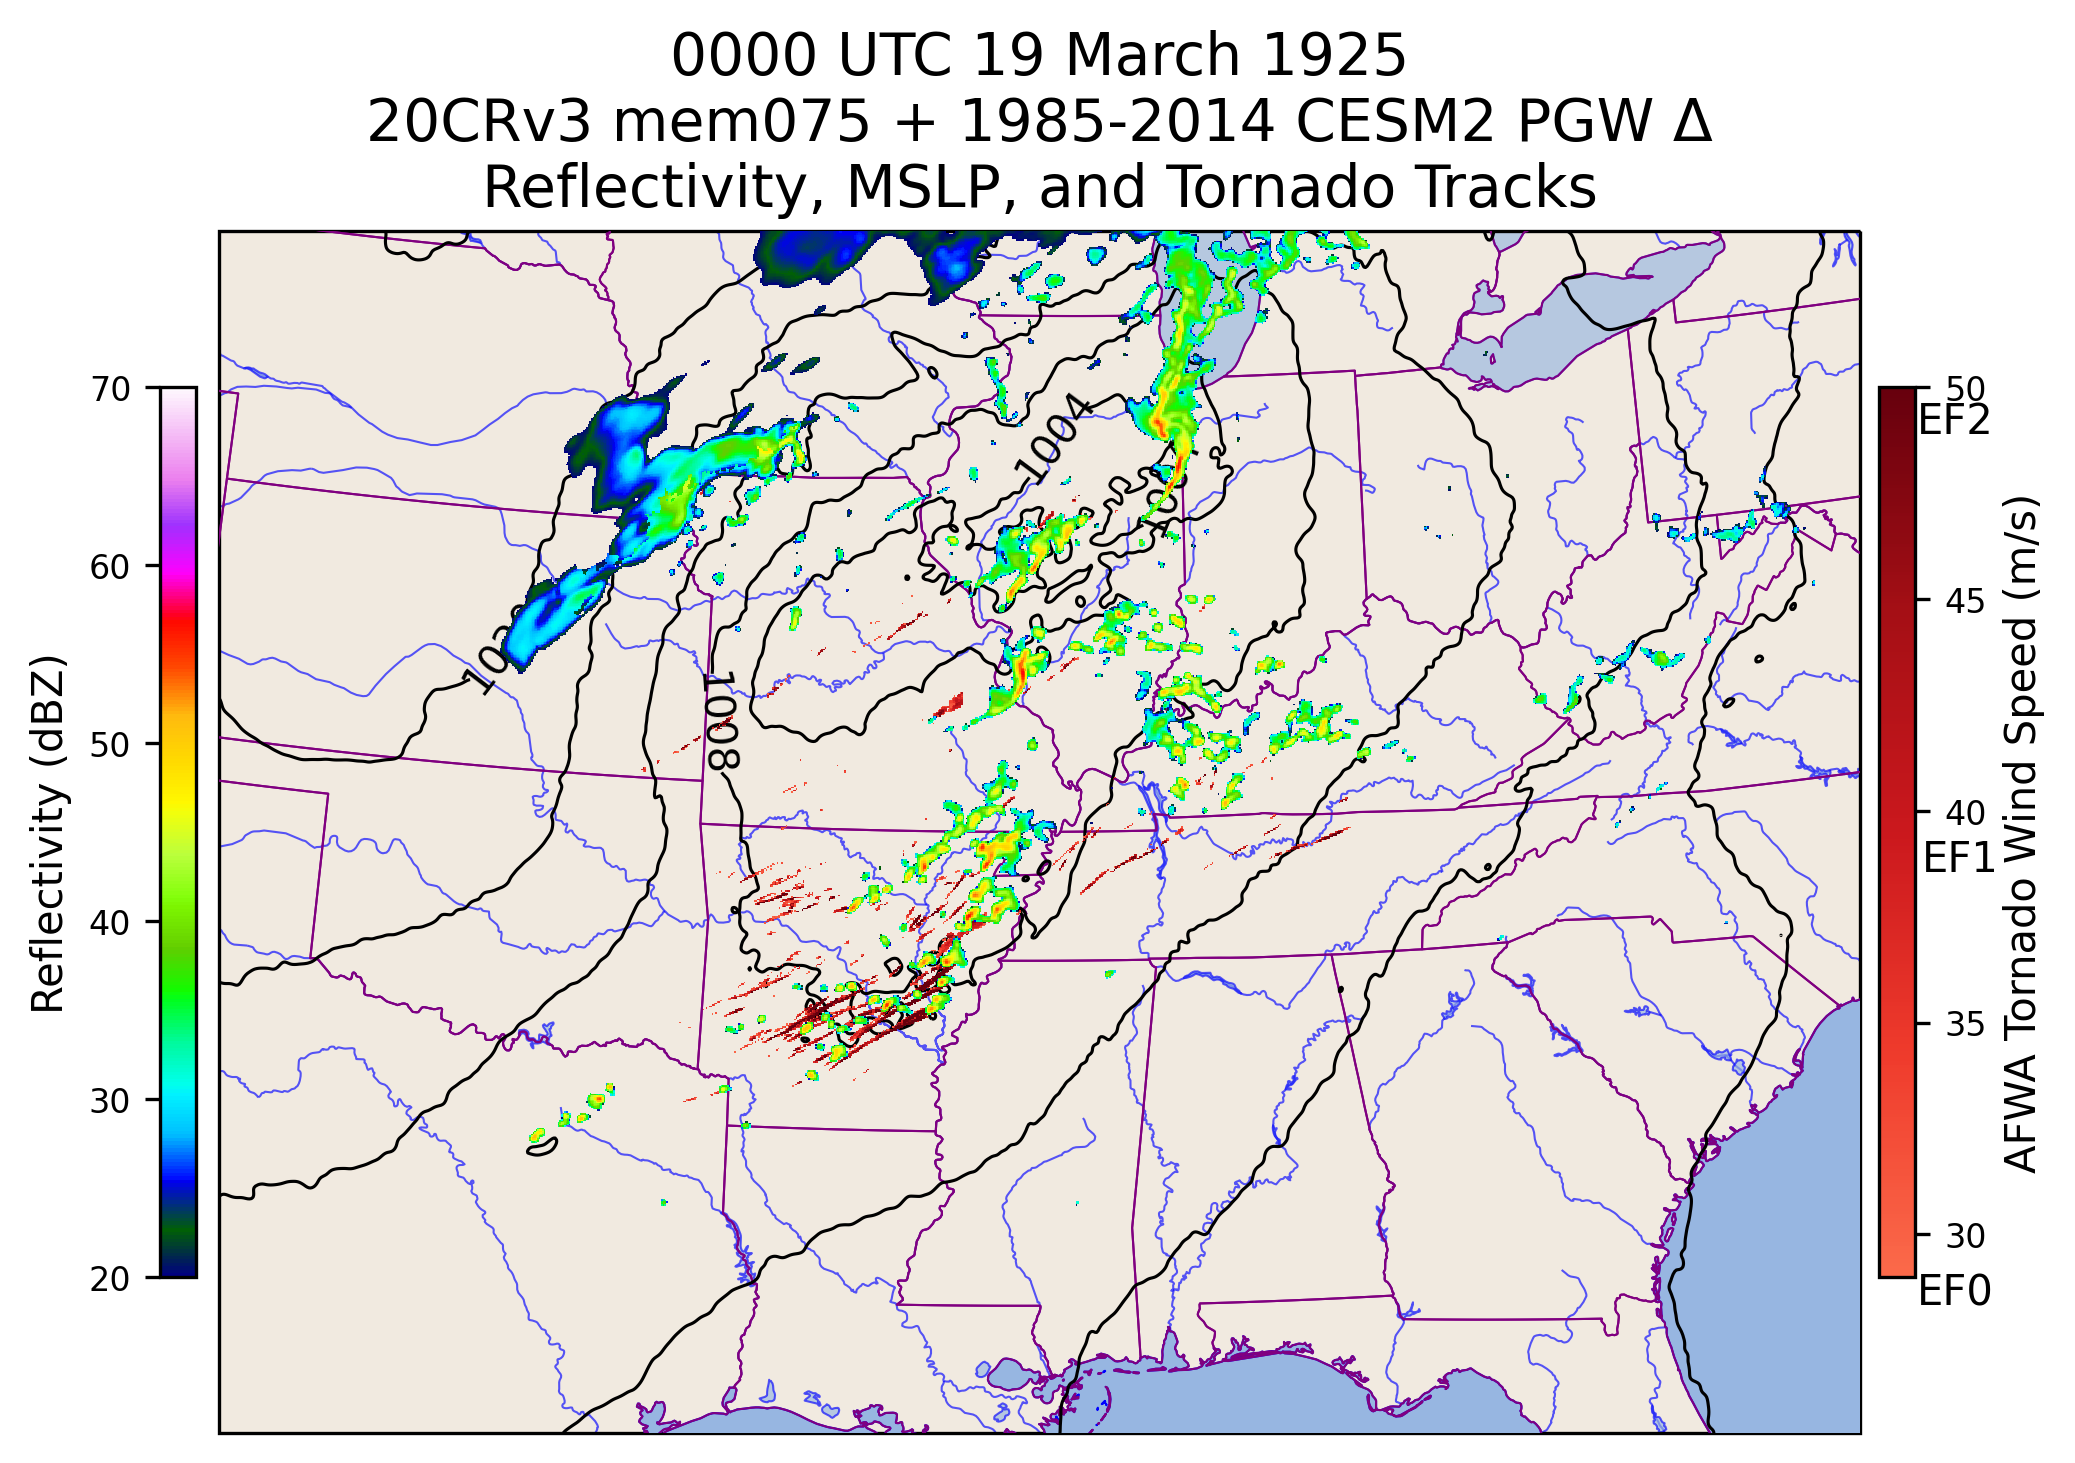 0000 UTC 19 March 1925
20CRv3 mem075 + 1985-2014 CESM2 PGW Δ
Reflectivity, MSLP, and Tornado Tracks
Reflectivity (dBZ)
70
60
50
40
30
20
1004
1008
50
EF2
45
40
EF1
35
30
EF0
AFWA Tornado Wind Speed (m/s)